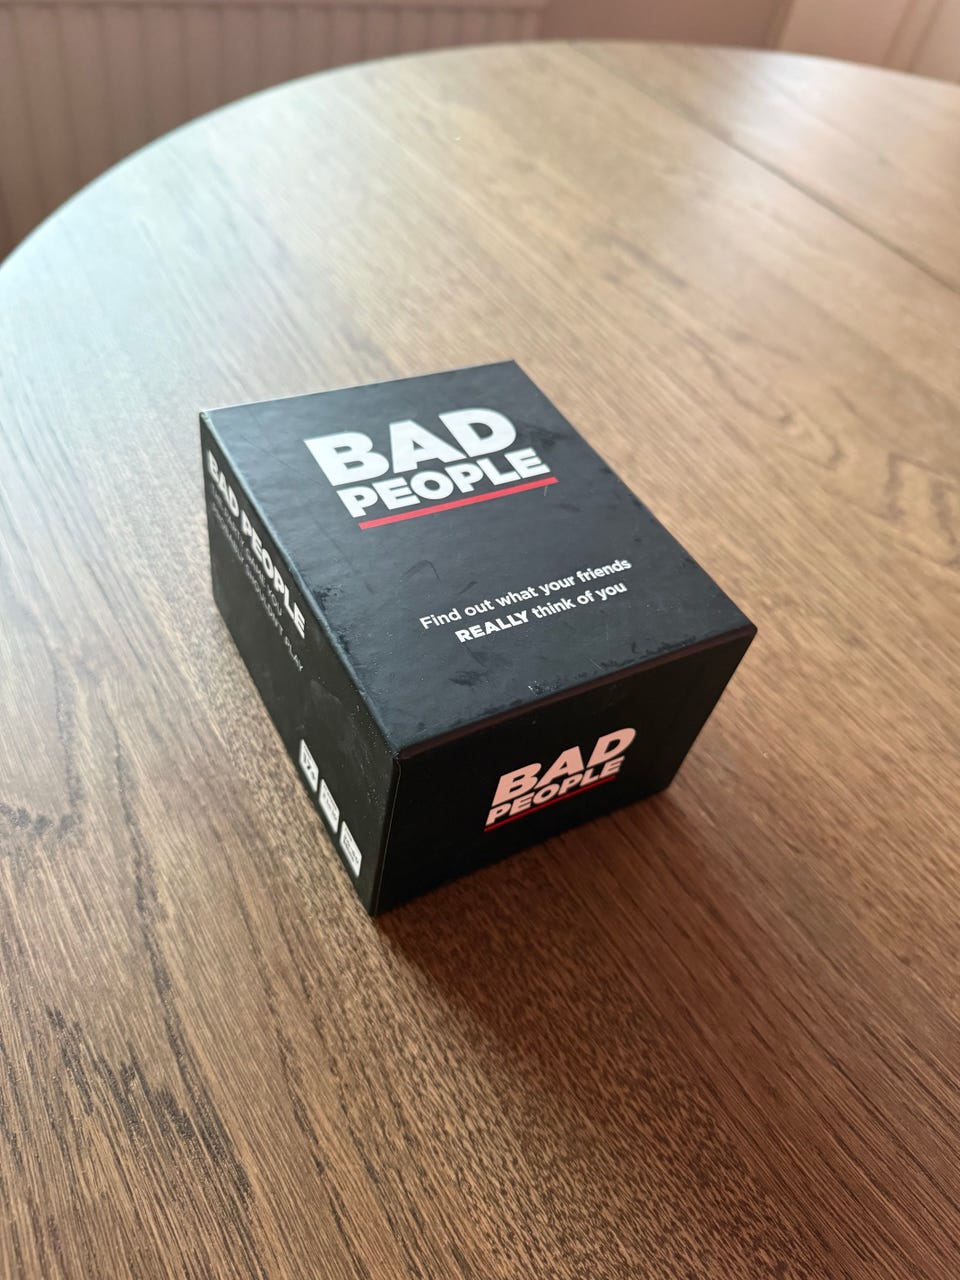 BAD
PEOPLE
Find out what your friends
REALLY think of you
BAD PEOPLE
BAD
PEOPLE